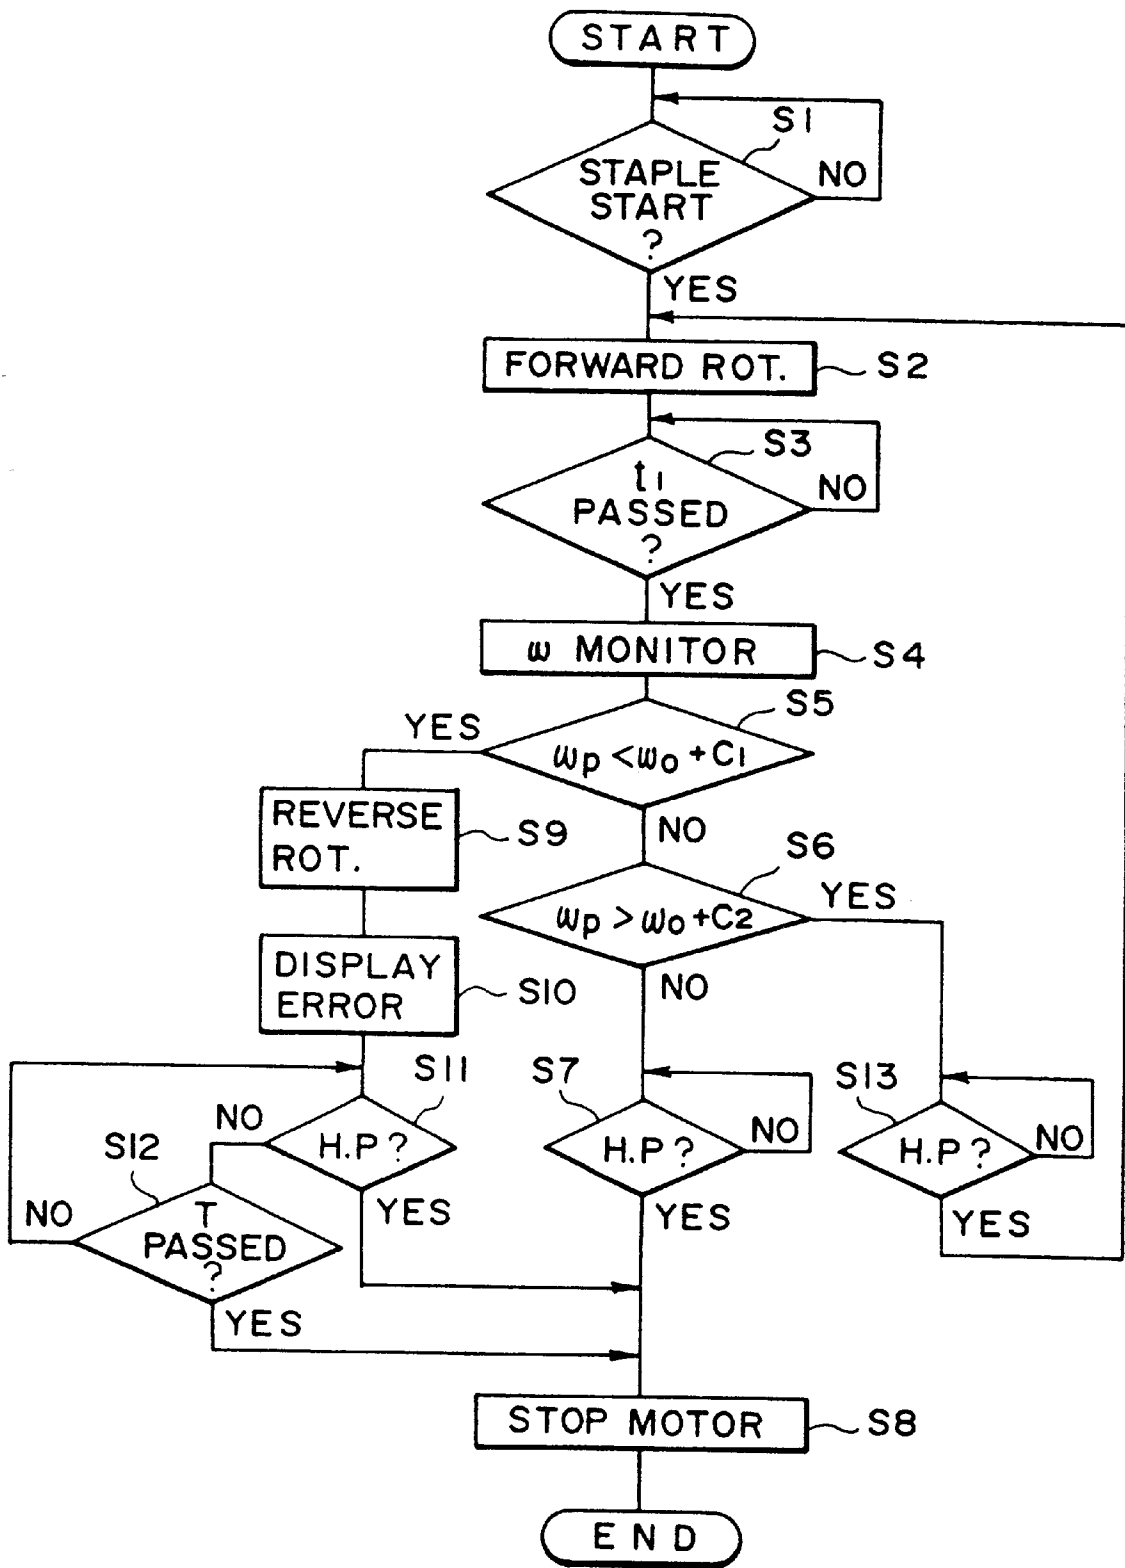 START
S1
STAPLE
START
?
NO
YES
FORWARD ROT.
S2
S3
t1
PASSED
?
NO
YES
ω MONITOR
S4
S5
YES
ωp < ωo + C1
NO
REVERSE
ROT.
S9
S6
YES
ωp > ωo + C2
NO
DISPLAY
ERROR
S10
S11
NO
H.P ?
YES
S12
T
PASSED
?
NO
YES
S7
H.P ?
NO
YES
S13
H.P ?
NO
YES
STOP MOTOR
S8
END